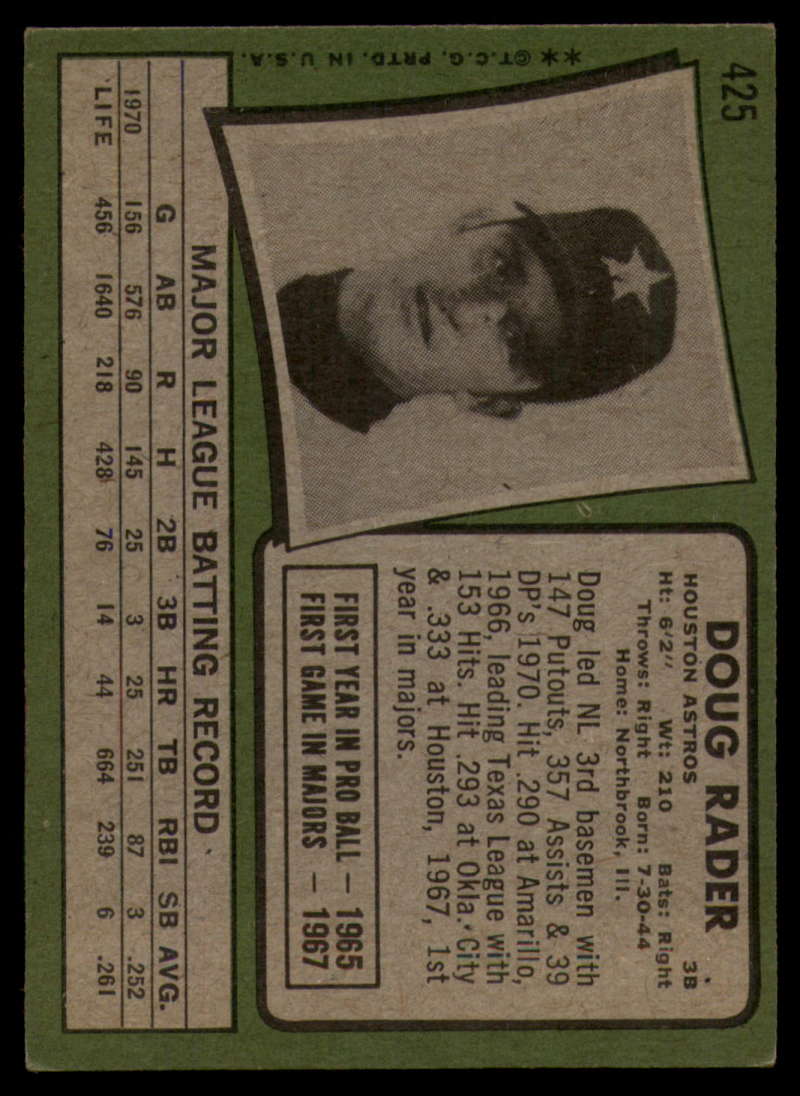 425
✶✶©T.C.G. PRTD. IN U.S.A.
DOUG RADER
HOUSTON ASTROS 3B
Ht: 6'2" Wt: 210 Bats: Right
Throws: Right Born: 7-30-44
Home: Northbrook, Ill.
Doug led NL 3rd basemen with
147 Putouts, 357 Assists & 39
DP's 1970. Hit .290 at Amarillo,
1966, leading Texas League with
153 Hits. Hit .293 at Okla. City
& .333 at Houston, 1967, 1st
year in majors.
FIRST YEAR IN PRO BALL — 1965
FIRST GAME IN MAJORS — 1967
MAJOR LEAGUE BATTING RECORD
G AB R H 2B 3B HR TB RBI SB AVG.
1970 156 576 90 145 25 3 25 251 87 3 .252
LIFE 456 1640 218 428 76 14 44 664 239 6 .261